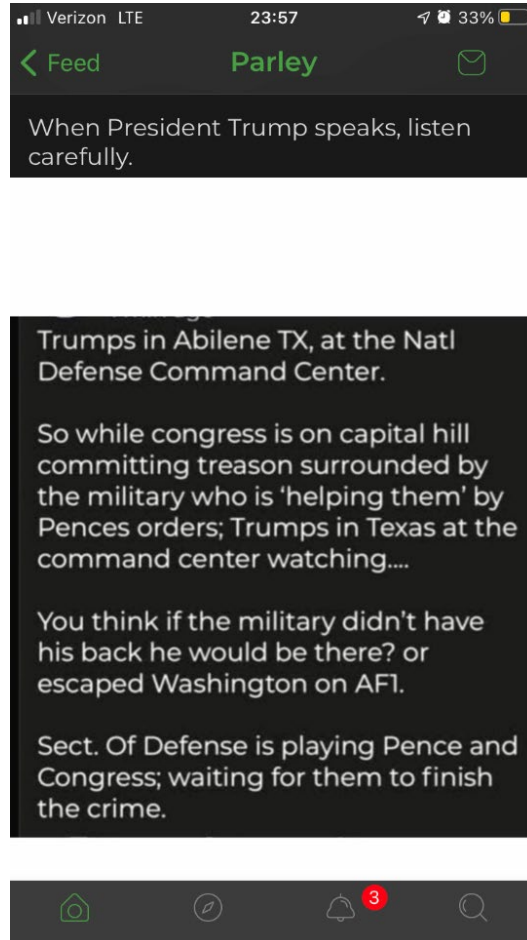 Verizon LTE 23:57 33%
Feed Parley
When President Trump speaks, listen
carefully.
Trumps in Abilene TX, at the Natl
Defense Command Center.
So while congress is on capital hill
committing treason surrounded by
the military who is ‘helping them’ by
Pences orders; Trumps in Texas at the
command center watching....
You think if the military didn’t have
his back he would be there? or
escaped Washington on AF1.
Sect. Of Defense is playing Pence and
Congress; waiting for them to finish
the crime.
3